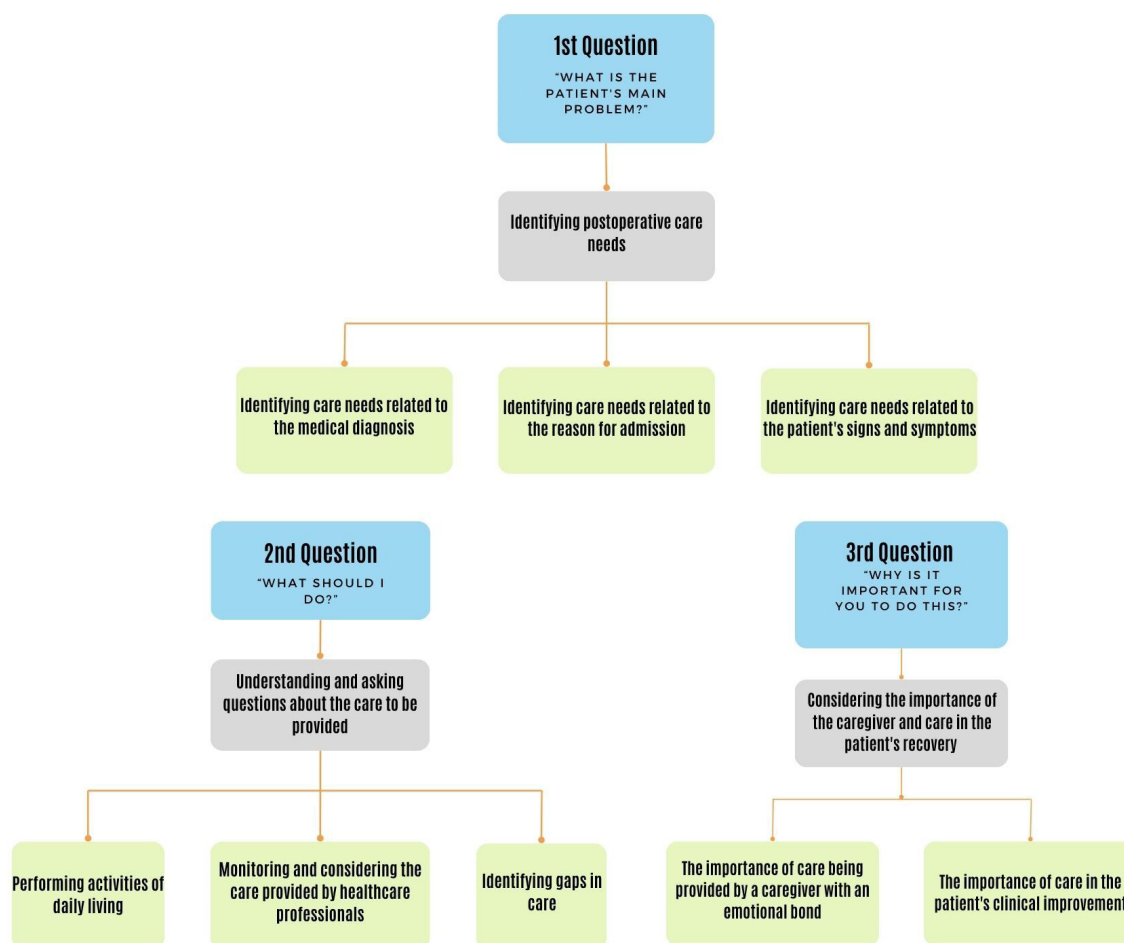 1st Question
"WHAT IS THE
PATIENT'S MAIN
PROBLEM?"
Identifying postoperative care
needs
Identifying care needs related to
the medical diagnosis
Identifying care needs related to
the reason for admission
Identifying care needs related to
the patient's signs and symptoms
2nd Question
"WHAT SHOULD I
DO?"
Understanding and asking
questions about the care to be
provided
Performing activities of
daily living
Monitoring and considering the
care provided by healthcare
professionals
Identifying gaps in
care
3rd Question
"WHY IS IT
IMPORTANT FOR
YOU TO DO THIS?"
Considering the importance of
the caregiver and care in the
patient's recovery
The importance of care being
provided by a caregiver with an
emotional bond
The importance of care in the
patient's clinical improvement